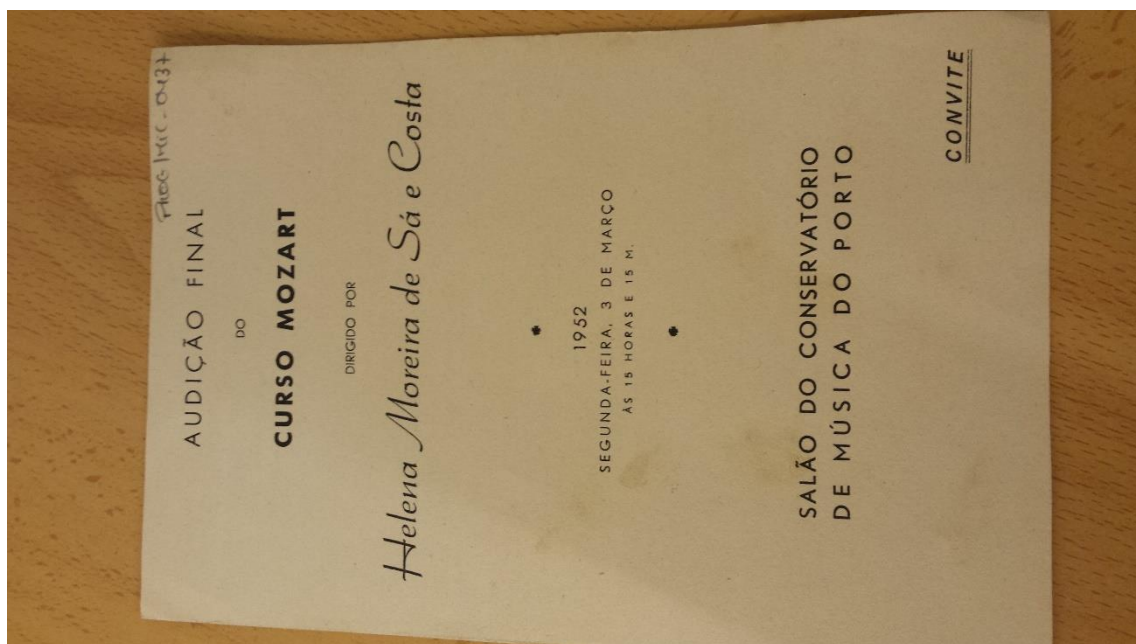 AUDIÇÃO FINAL
DO
CURSO MOZART
DIRIGIDO POR
Helena Moreira de Sá e Costa
1952
SEGUNDA-FEIRA, 3 DE MARÇO
ÀS 15 HORAS E 15 M.
SALÃO DO CONSERVATÓRIO
DE MÚSICA DO PORTO
CONVITE